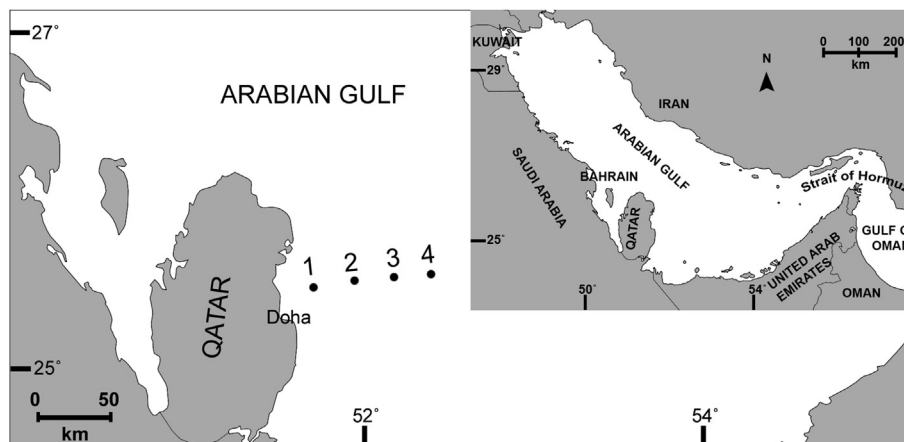 27°
ARABIAN GULF
1 2 3 4
Doha
QATAR
25°
0 50
km
52°
54°
KUWAIT
29°
0 100 200
km
N
IRAN
ARABIAN GULF
SAUDI ARABIA
BAHRAIN
Strait of Hormuz
QATAR
25°
GULF O
OMAN
UNITED ARAB
EMIRATES
50°
54°
OMAN